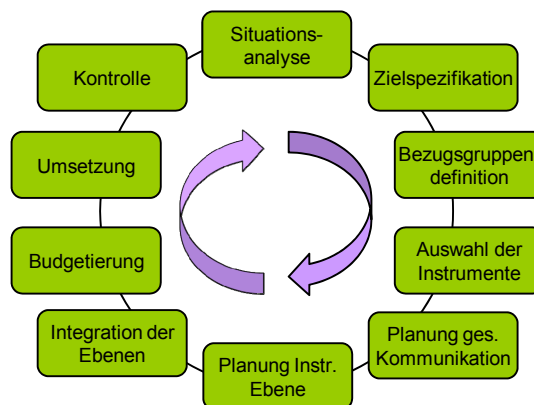 Situations-
analyse
Zielspezifikation
Bezugsgruppen
definition
Auswahl der
Instrumente
Planung ges.
Kommunikation
Planung Instr.
Ebene
Integration der
Ebenen
Budgetierung
Umsetzung
Kontrolle